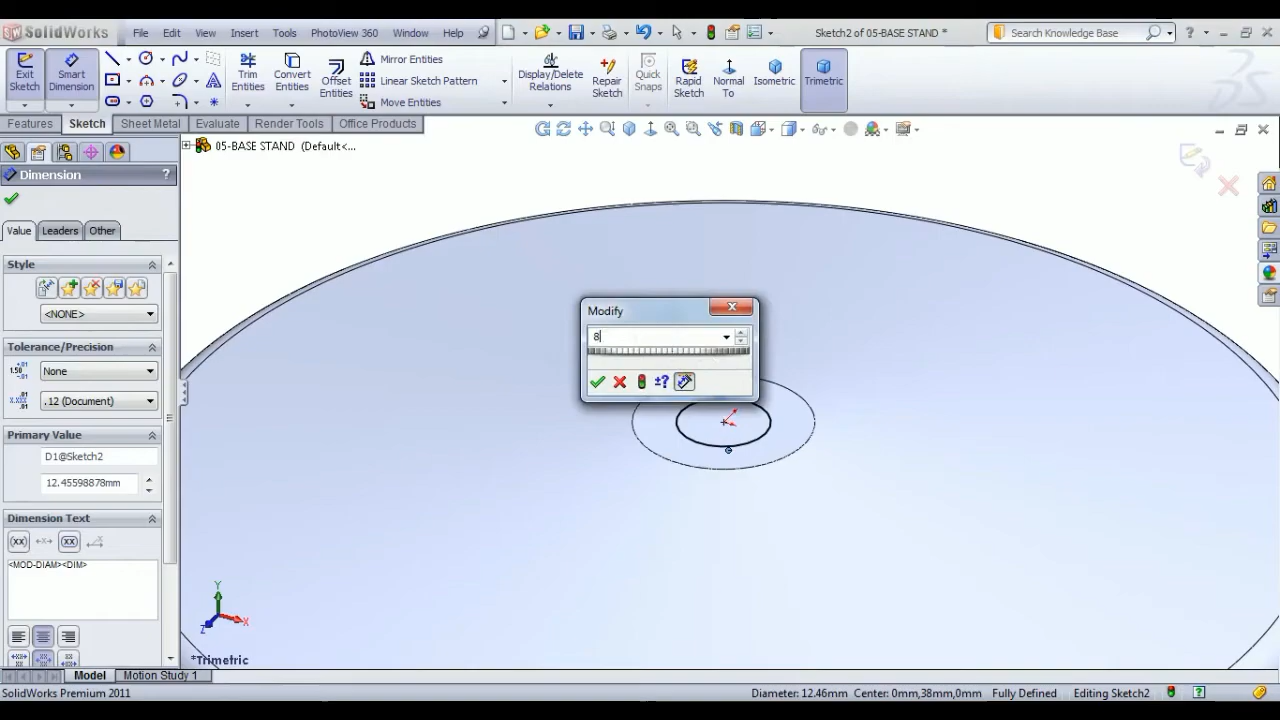 SolidWorks File Edit View Insert Tools PhotoView 360 Window Help Sketch2 of 05-BASE STAND * Search Knowledge Base
Exit Sketch
Smart Dimension
Trim Entities
Convert Entities
Offset Entities
Mirror Entities
Linear Sketch Pattern
Move Entities
Display/Delete Relations
Repair Sketch
Quick Snaps
Rapid Sketch
Normal To
Isometric
Trimetric
Features Sketch Sheet Metal Evaluate Render Tools Office Products
05-BASE STAND (Default<...
Dimension ?
Value Leaders Other
Style
<NONE>
Tolerance/Precision
None
.12 (Document)
Primary Value
D1@Sketch2
12.45598878mm
Dimension Text
(xx) (xx)
<MOD-DIAM><DIM>
Modify
8
Y
X
Z
*Trimetric
Model Motion Study 1
SolidWorks Premium 2011 Diameter: 12.46mm Center: 0mm,38mm,0mm Fully Defined Editing Sketch2